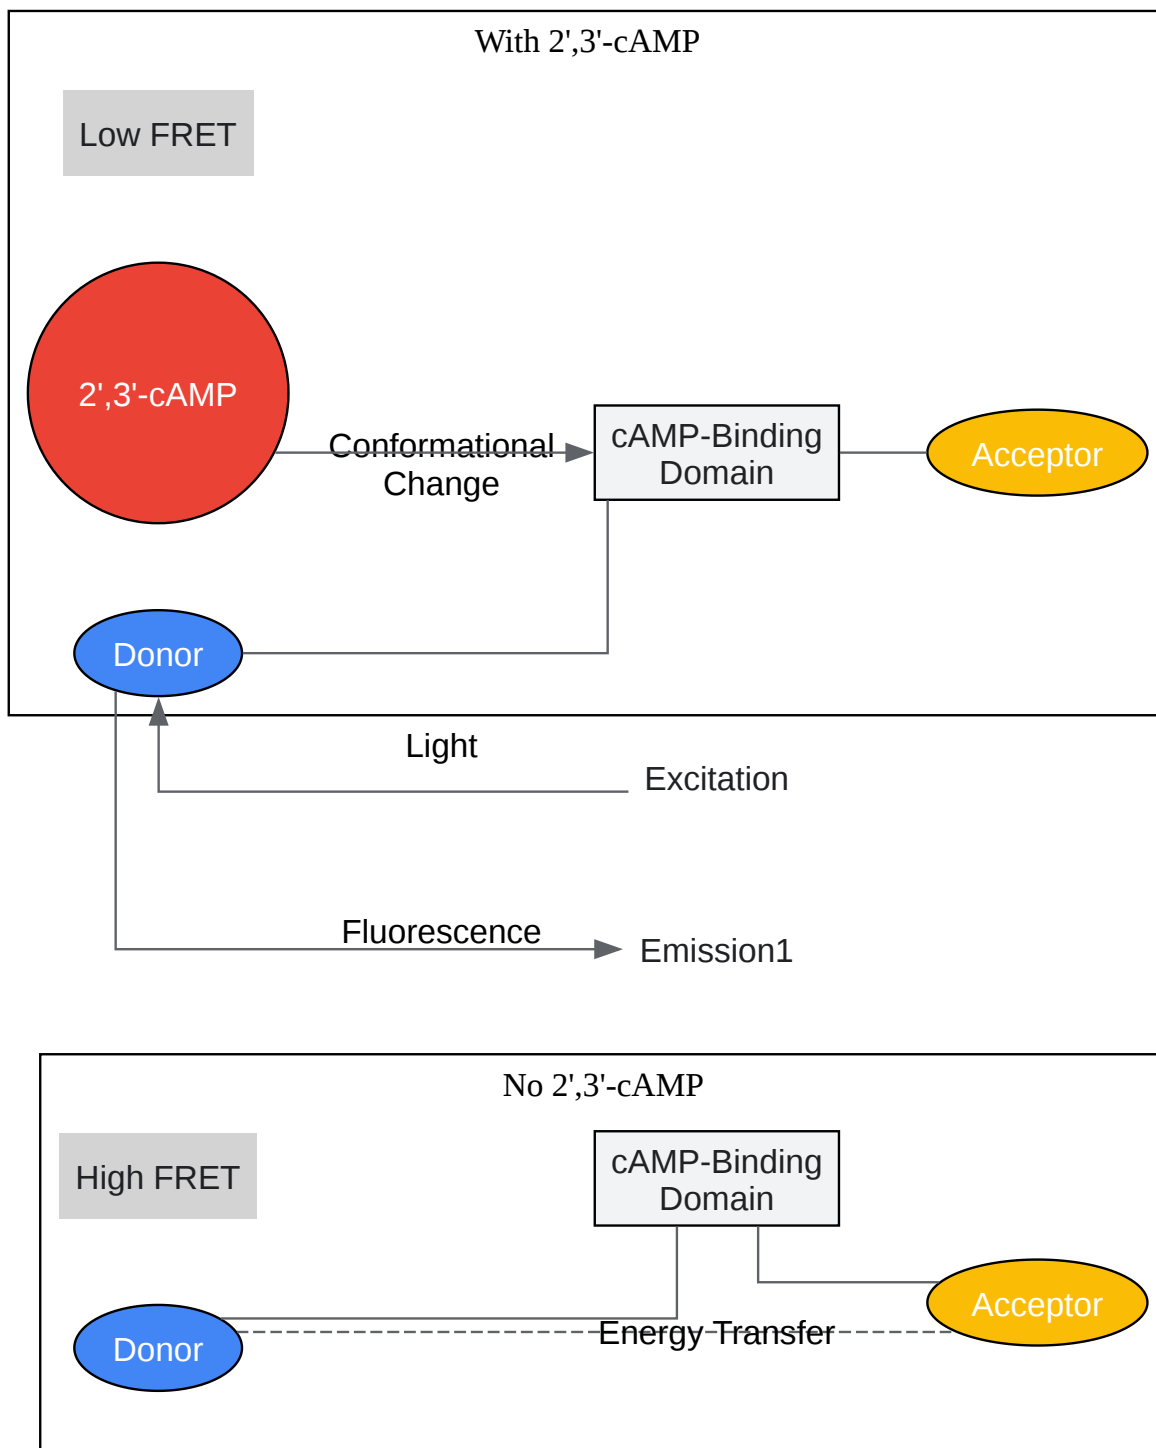 With 2',3'-cAMP
Low FRET
2',3'-cAMP
Conformational
Change
cAMP-Binding
Domain
Acceptor
Donor
Light
Excitation
Fluorescence
Emission1
No 2',3'-cAMP
High FRET
cAMP-Binding
Domain
Acceptor
Donor
Energy Transfer